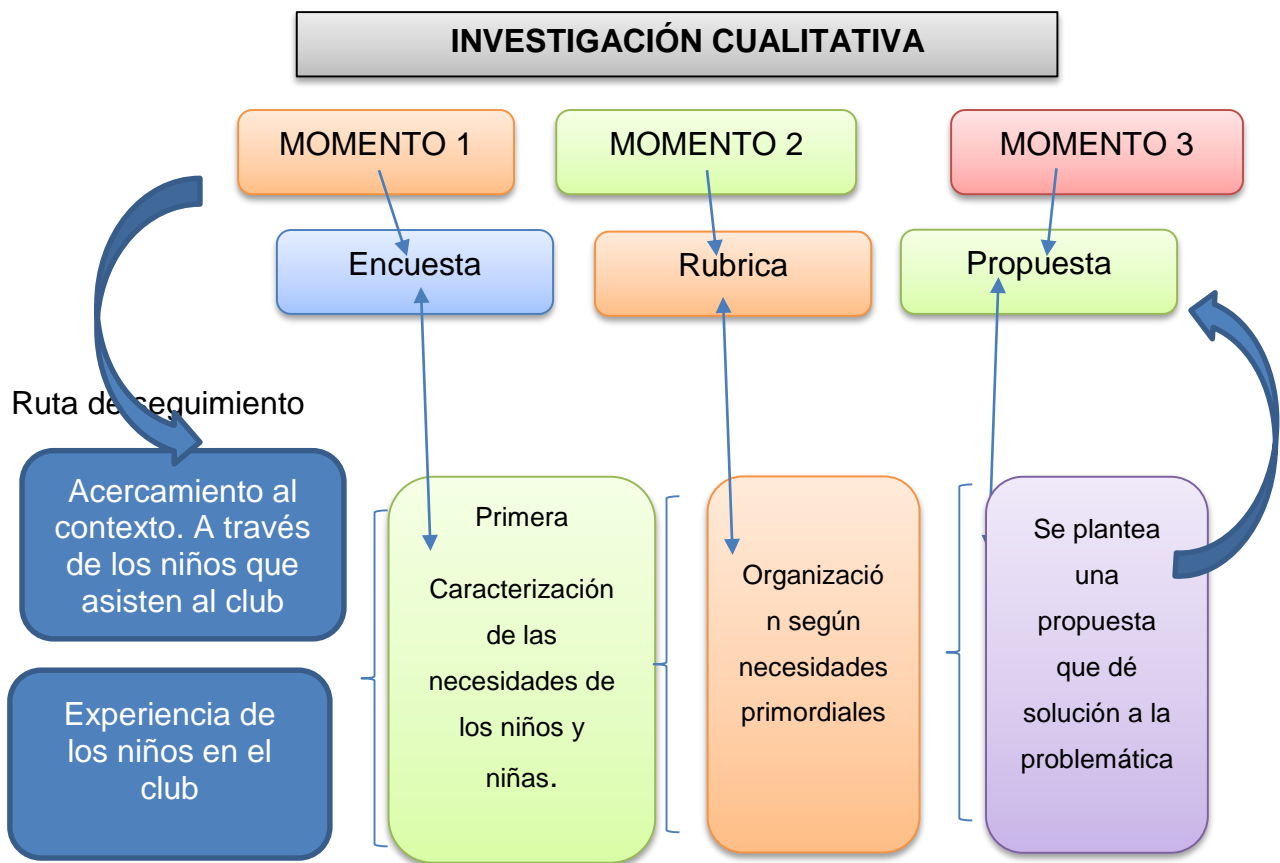 INVESTIGACIÓN CUALITATIVA
MOMENTO 1
MOMENTO 2
MOMENTO 3
Encuesta
Rubrica
Propuesta
Ruta de seguimiento
Acercamiento al
contexto. A través
de los niños que
asisten al club
Experiencia de
los niños en el
club
Primera
Caracterización
de las
necesidades de
los niños y
niñas.
Organizació
n según
necesidades
primordiales
Se plantea
una
propuesta
que dé
solución a la
problemática